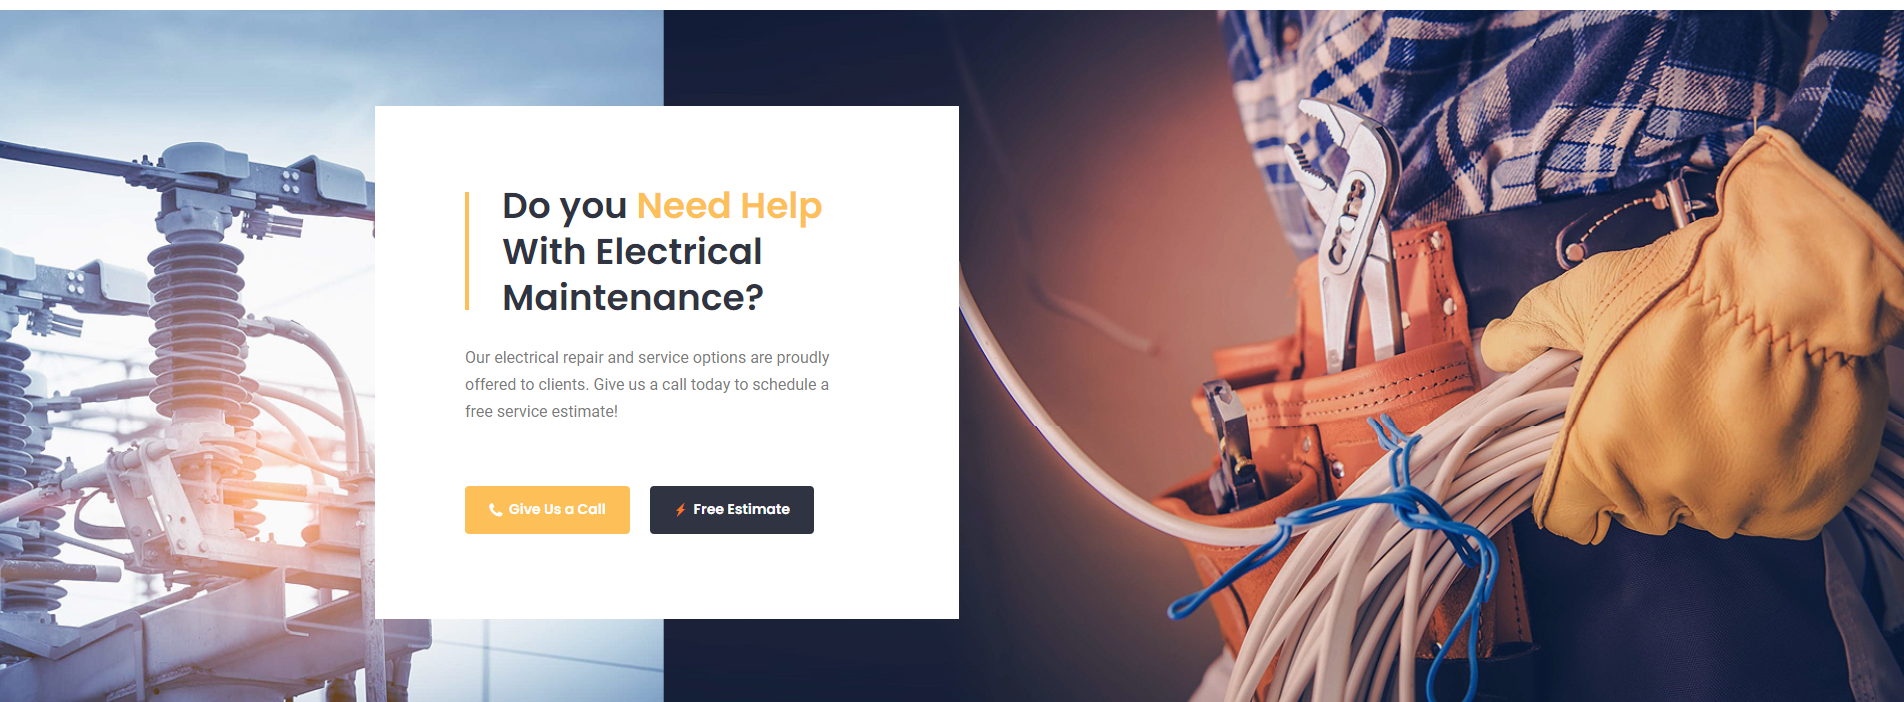 Do you Need Help
With Electrical
Maintenance?
Our electrical repair and service options are proudly
offered to clients. Give us a call today to schedule a
free service estimate!
Give Us a Call
Free Estimate